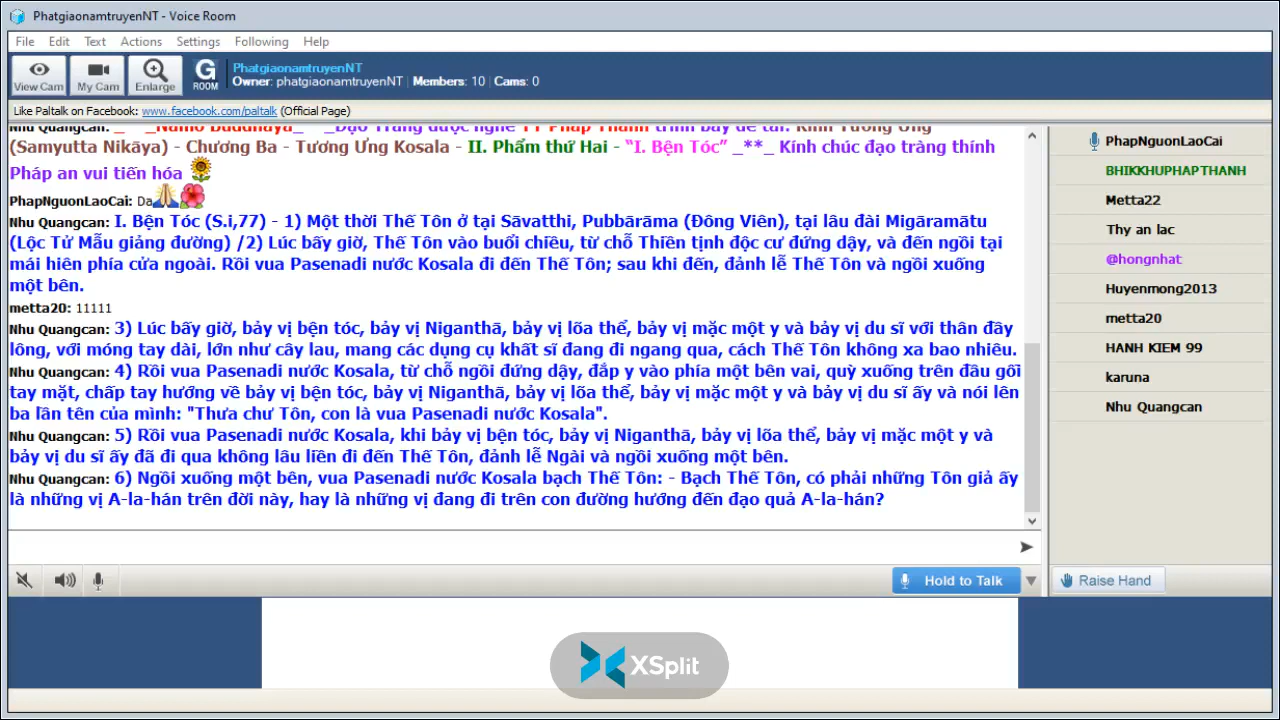 PhatgiaonamtruyenNT - Voice Room
File Edit Text Actions Settings Following Help
View Cam My Cam Enlarge G ROOM
PhatgiaonamtruyenNT
Owner: phatgiaonamtruyenNT | Members: 10 | Cams: 0
Like Paltalk on Facebook: www.facebook.com/paltalk (Official Page)
Nhu Quangcan: _*_Namo Buddhaya_*_Đạo Tràng được nghe TT Pháp Thành trình bày đề tài: Kinh Tương Ưng
(Samyutta Nikāya) - Chương Ba - Tương Ưng Kosala - II. Phẩm thứ Hai - “I. Bện Tóc” _**_ Kính chúc đạo tràng thính
Pháp an vui tiến hóa
PhapNguonLaoCai: Da
Nhu Quangcan: I. Bện Tóc (S.i,77) - 1) Một thời Thế Tôn ở tại Sāvatthi, Pubbārāma (Đông Viên), tại lâu đài Migāramatu
(Lộc Tử Mẫu giảng đường) /2) Lúc bấy giờ, Thế Tôn vào buổi chiều, từ chỗ Thiền tịnh độc cư đứng dậy, và đến ngồi tại
mái hiên phía cửa ngoài. Rồi vua Pasenadi nước Kosala đi đến Thế Tôn; sau khi đến, đảnh lễ Thế Tôn và ngồi xuống
một bên.
metta20: 11111
Nhu Quangcan: 3) Lúc bấy giờ, bảy vị bện tóc, bảy vị Niganthā, bảy vị lõa thể, bảy vị mặc một y và bảy vị du sĩ với thân đầy
lông, với móng tay dài, lớn như cây lau, mang các dụng cụ khất sĩ đang đi ngang qua, cách Thế Tôn không xa bao nhiêu.
Nhu Quangcan: 4) Rồi vua Pasenadi nước Kosala, từ chỗ ngồi đứng dậy, đắp y vào phía một bên vai, quỳ xuống trên đầu gối
tay mặt, chấp tay hướng về bảy vị bện tóc, bảy vị Niganthā, bảy vị lõa thể, bảy vị mặc một y và bảy vị du sĩ ấy và nói lên
ba lần tên của mình: "Thưa chư Tôn, con là vua Pasenadi nước Kosala".
Nhu Quangcan: 5) Rồi vua Pasenadi nước Kosala, khi bảy vị bện tóc, bảy vị Niganthā, bảy vị lõa thể, bảy vị mặc một y và
bảy vị du sĩ ấy đã đi qua không lâu liền đi đến Thế Tôn, đảnh lễ Ngài và ngồi xuống một bên.
Nhu Quangcan: 6) Ngồi xuống một bên, vua Pasenadi nước Kosala bạch Thế Tôn: - Bạch Thế Tôn, có phải những Tôn giả ấy
là những vị A-la-hán trên đời này, hay là những vị đang đi trên con đường hướng đến đạo quả A-la-hán?
PhapNguonLaoCai
BHIKKHUPHAPTHANH
Metta22
Thy an lac
@hongnhat
Huyenmong2013
metta20
HANH KIEM 99
karuna
Nhu Quangcan
Hold to Talk
Raise Hand
XSplit